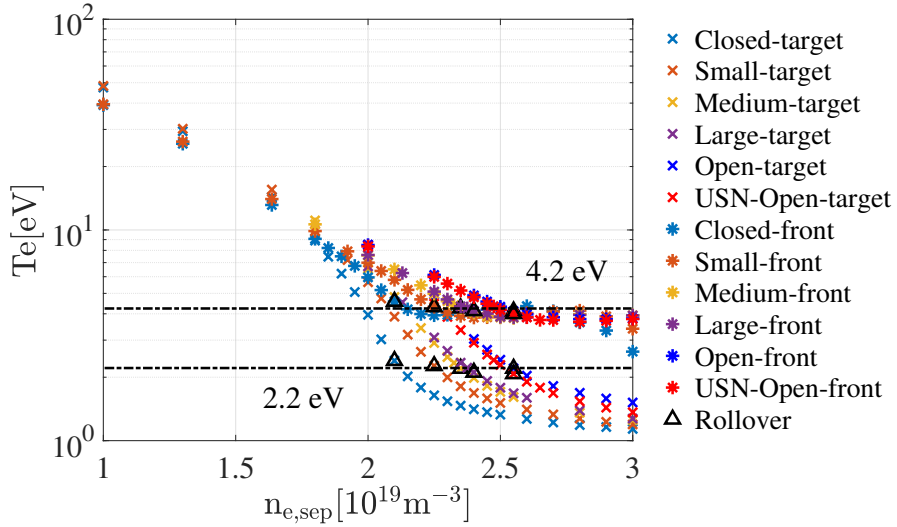 10²
10¹
10⁰
Te[eV]
4.2 eV
2.2 eV
1
1.5
2
2.5
3
nₑ,ₛₑₚ[10¹⁹m⁻³]
Closed-target
Small-target
Medium-target
Large-target
Open-target
USN-Open-target
Closed-front
Small-front
Medium-front
Large-front
Open-front
USN-Open-front
Rollover